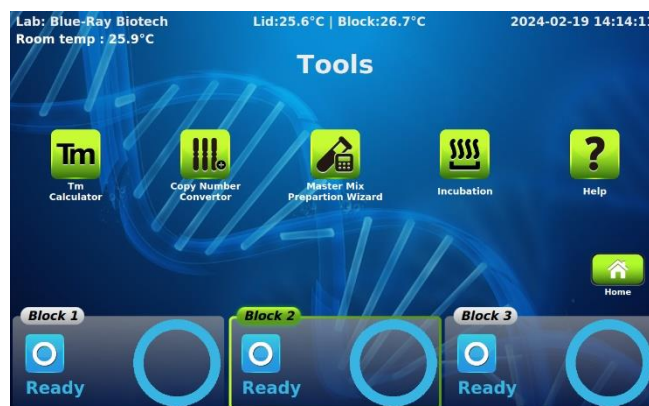 Lab: Blue-Ray Biotech
Lid:25.6°C | Block:26.7°C
2024-02-19 14:14:11
Room temp : 25.9°C
Tools
Tm
Tm
Calculator
Copy Number
Convertor
Master Mix
Prepartion Wizard
Incubation
?
Help
Home
Block 1
Ready
Block 2
Ready
Block 3
Ready